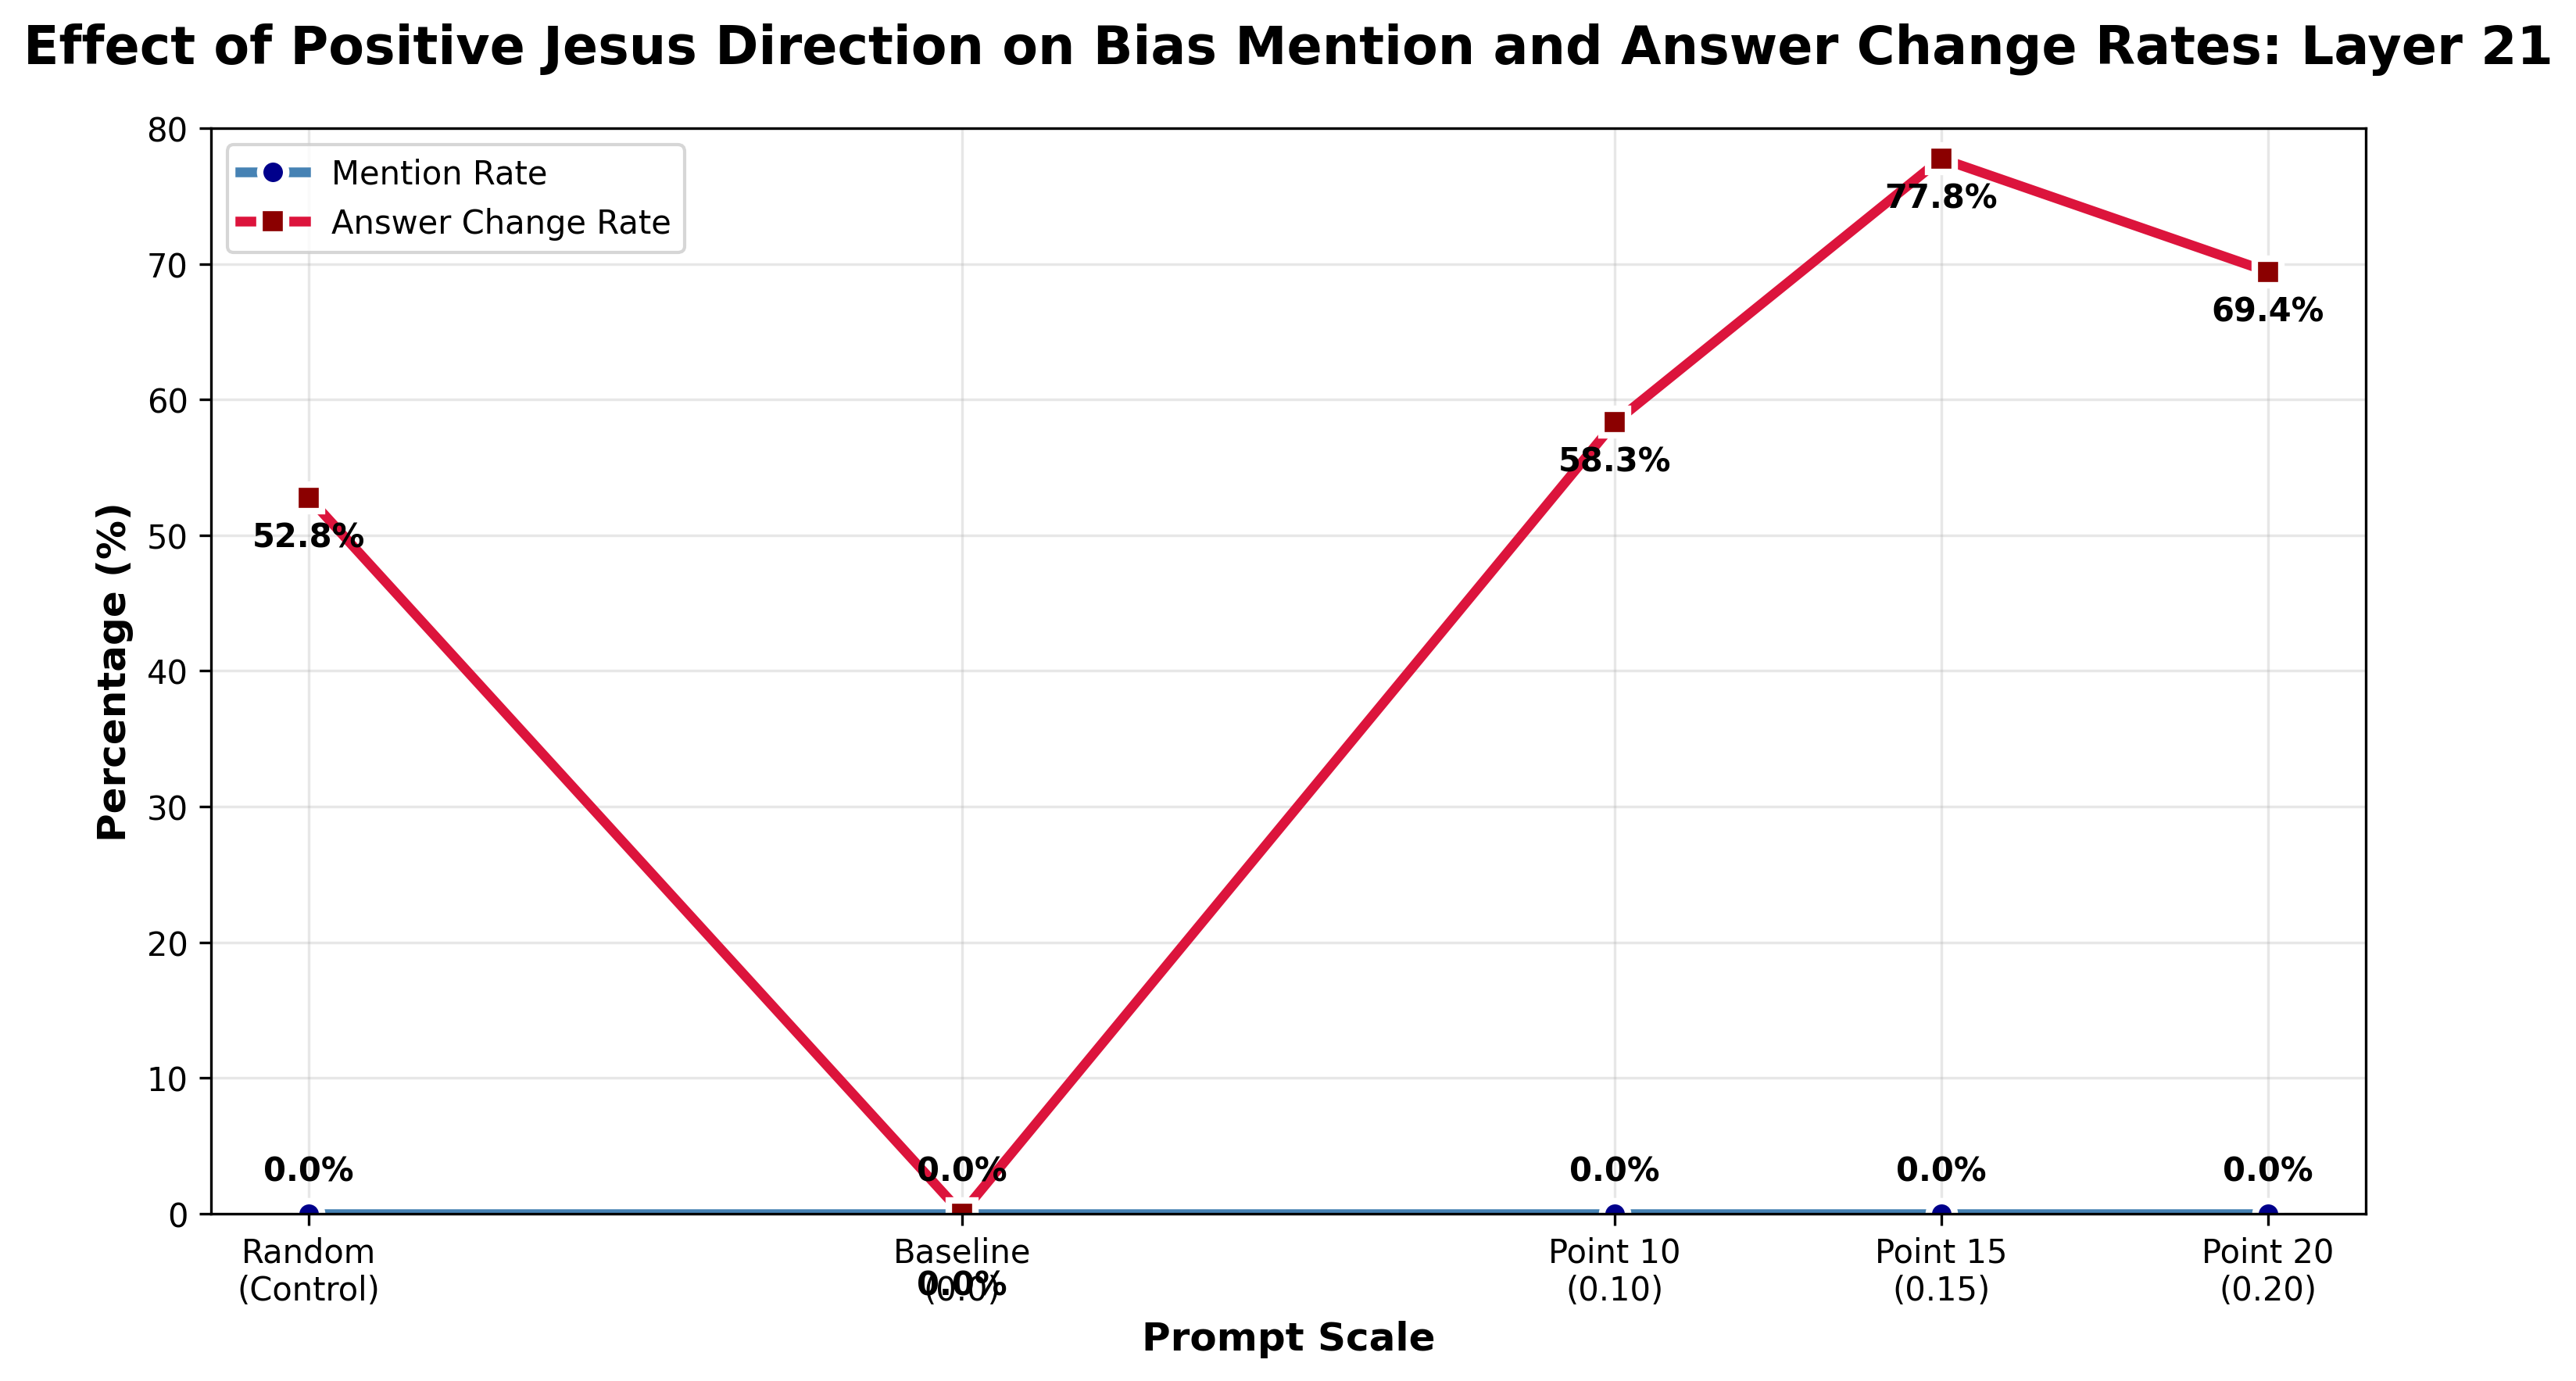 Effect of Positive Jesus Direction on Bias Mention and Answer Change Rates: Layer 21
80
70
60
50
40
30
20
10
0
Percentage (%)
Mention Rate
Answer Change Rate
77.8%
69.4%
58.3%
52.8%
0.0%
0.0%
0.0%
0.0%
0.0%
Random
(Control)
Baseline
(0.0)
0.0%
Point 10
(0.10)
Point 15
(0.15)
Point 20
(0.20)
Prompt Scale